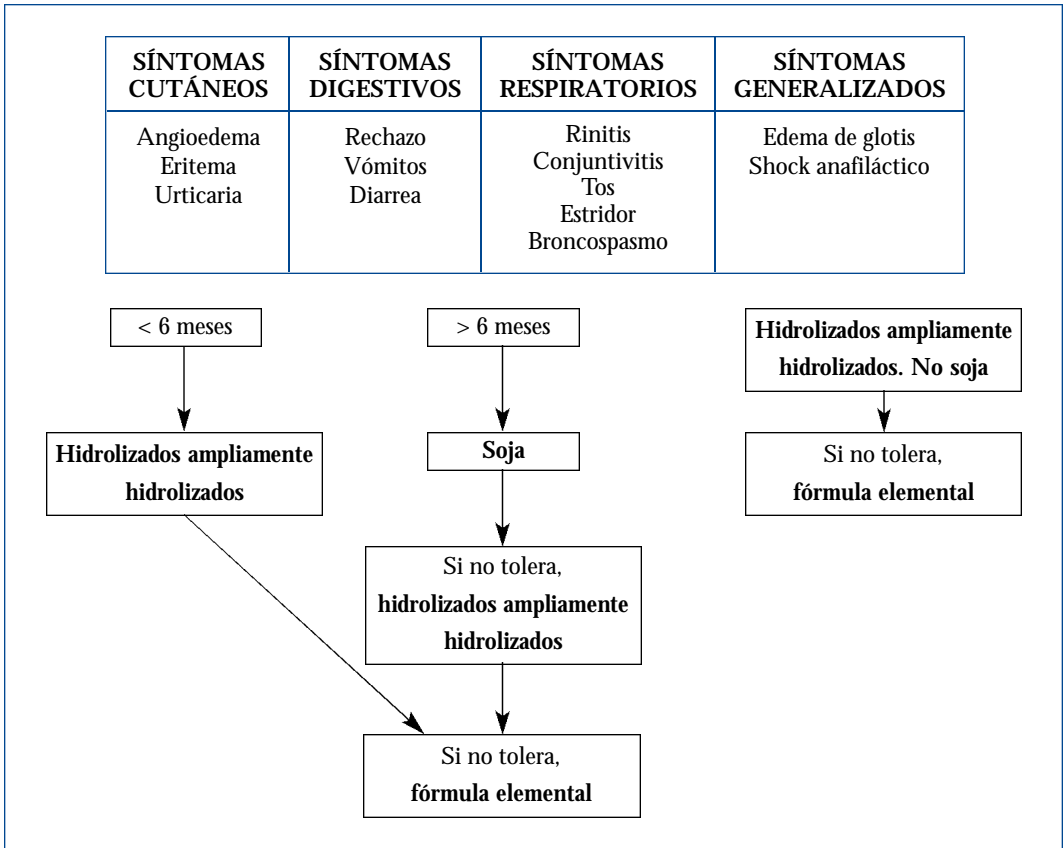 SÍNTOMAS
CUTÁNEOS
Angioedema
Eritema
Urticaria
SÍNTOMAS
DIGESTIVOS
Rechazo
Vómitos
Diarrea
SÍNTOMAS
RESPIRATORIOS
Rinitis
Conjuntivitis
Tos
Estridor
Broncospasmo
SÍNTOMAS
GENERALIZADOS
Edema de glotis
Shock anafiláctico
< 6 meses
Hidrolizados ampliamente
hidrolizados
> 6 meses
Soja
Si no tolera,
hidrolizados ampliamente
hidrolizados
Si no tolera,
fórmula elemental
Hidrolizados ampliamente
hidrolizados. No soja
Si no tolera,
fórmula elemental